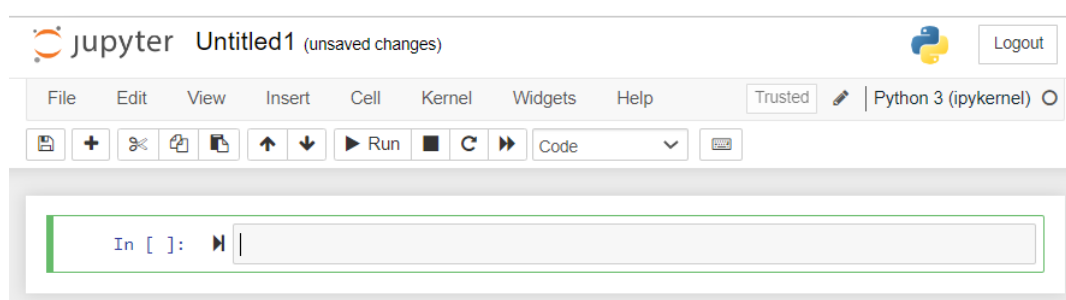 jupyter Untitled1 (unsaved changes) Logout
File Edit View Insert Cell Kernel Widgets Help Trusted Python 3 (ipykernel)
Run Code
In [ ]: